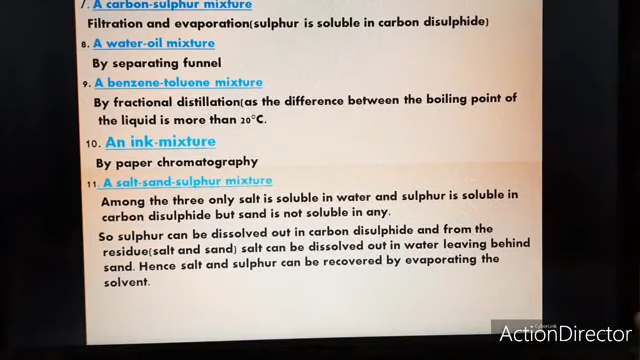 7. A carbon-sulphur mixture
Filtration and evaporation(sulphur is soluble in carbon disulphide)
8. A water-oil mixture
By separating funnel
9. A benzene-toluene mixture
By fractional distillation(as the difference between the boiling point of
the liquid is more than 20°C.
10. An ink-mixture
By paper chromatography
11. A salt-sand-sulphur mixture
Among the three only salt is soluble in water and sulphur is soluble in
carbon disulphide but sand is not soluble in any.
So sulphur can be dissolved out in carbon disulphide and from the
residue(salt and sand) salt can be dissolved out in water leaving behind
sand. Hence salt and sulphur can be recovered by evaporating the
solvent.
CyberLink
ActionDirector